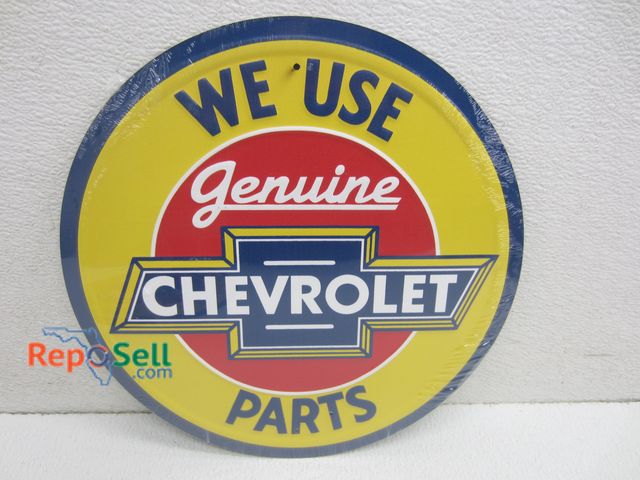 WE USE
Genuine
CHEVROLET
PARTS
RepoSell
.com